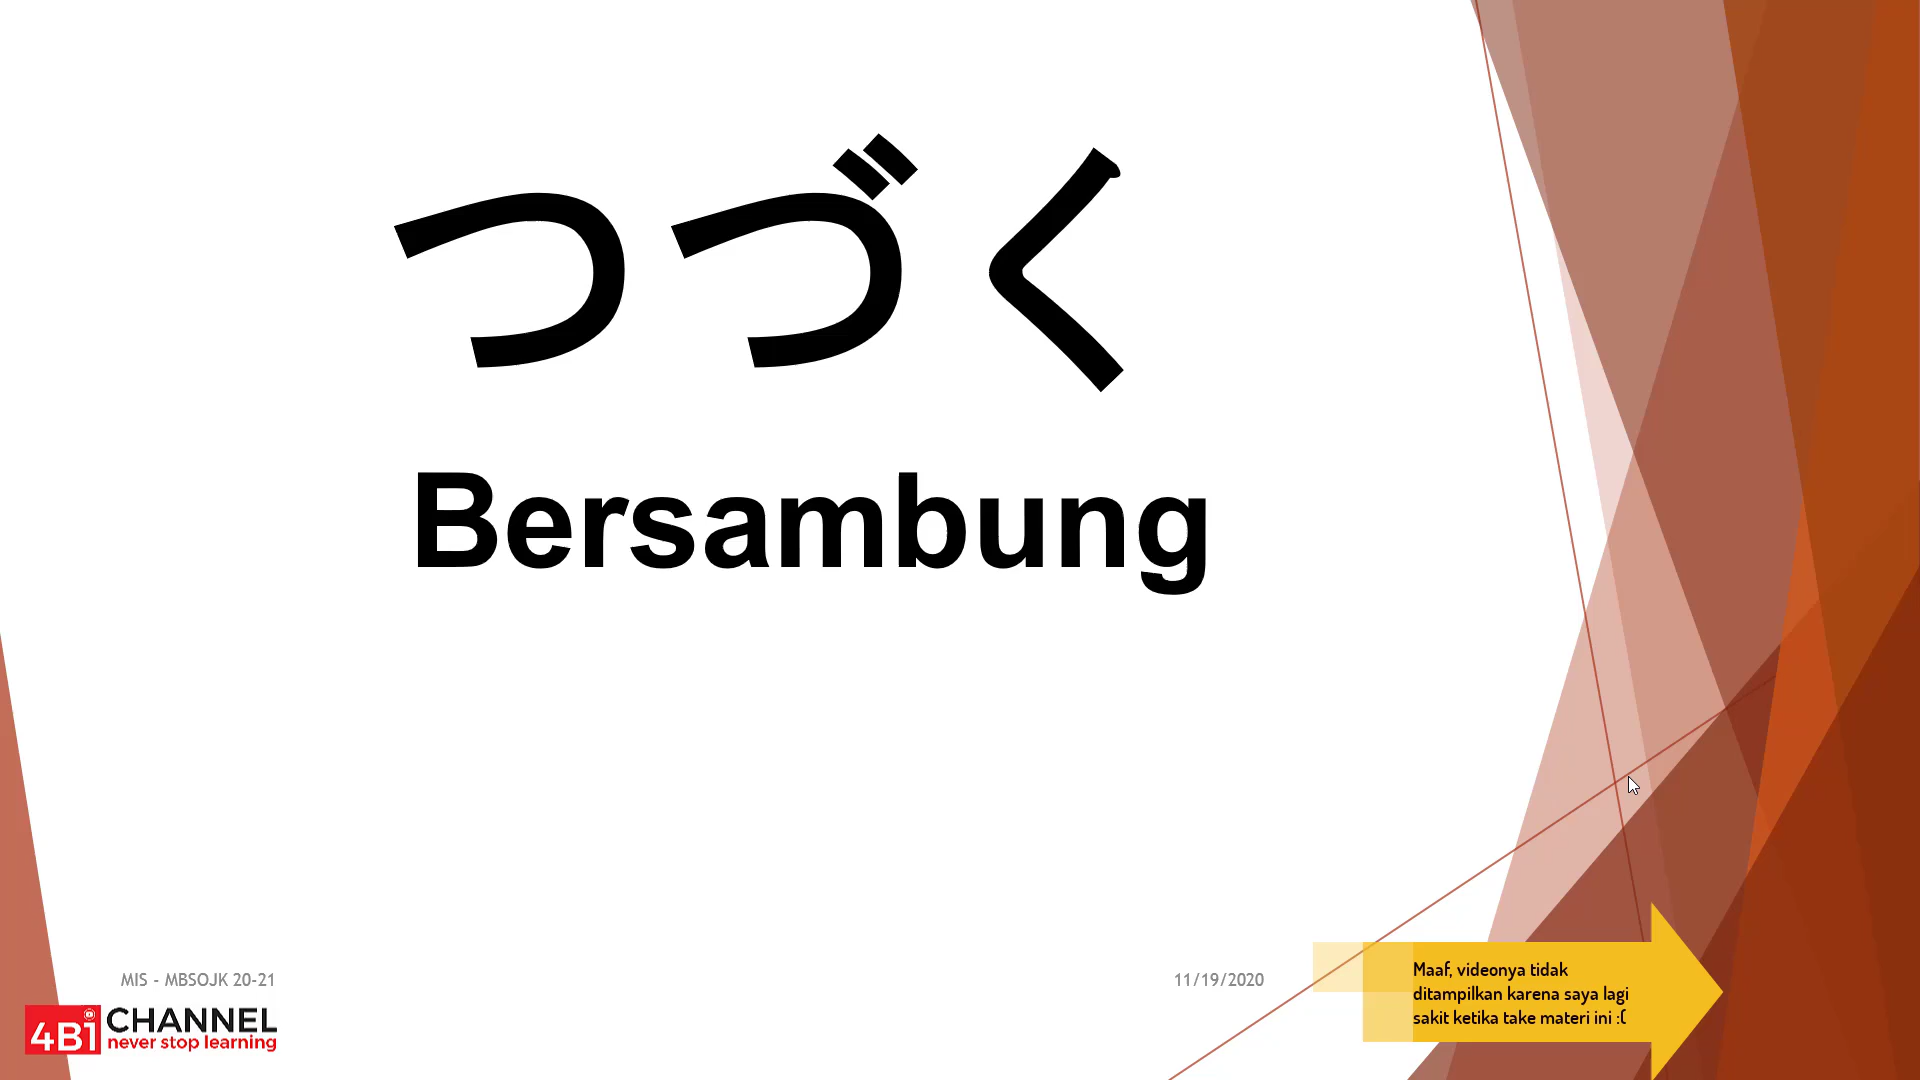 つづく
Bersambung
MIS - MBSOJK 20-21
11/19/2020
Maaf, videonya tidak
ditampilkan karena saya lagi
sakit ketika take materi ini :(
4Bi CHANNEL
never stop learning